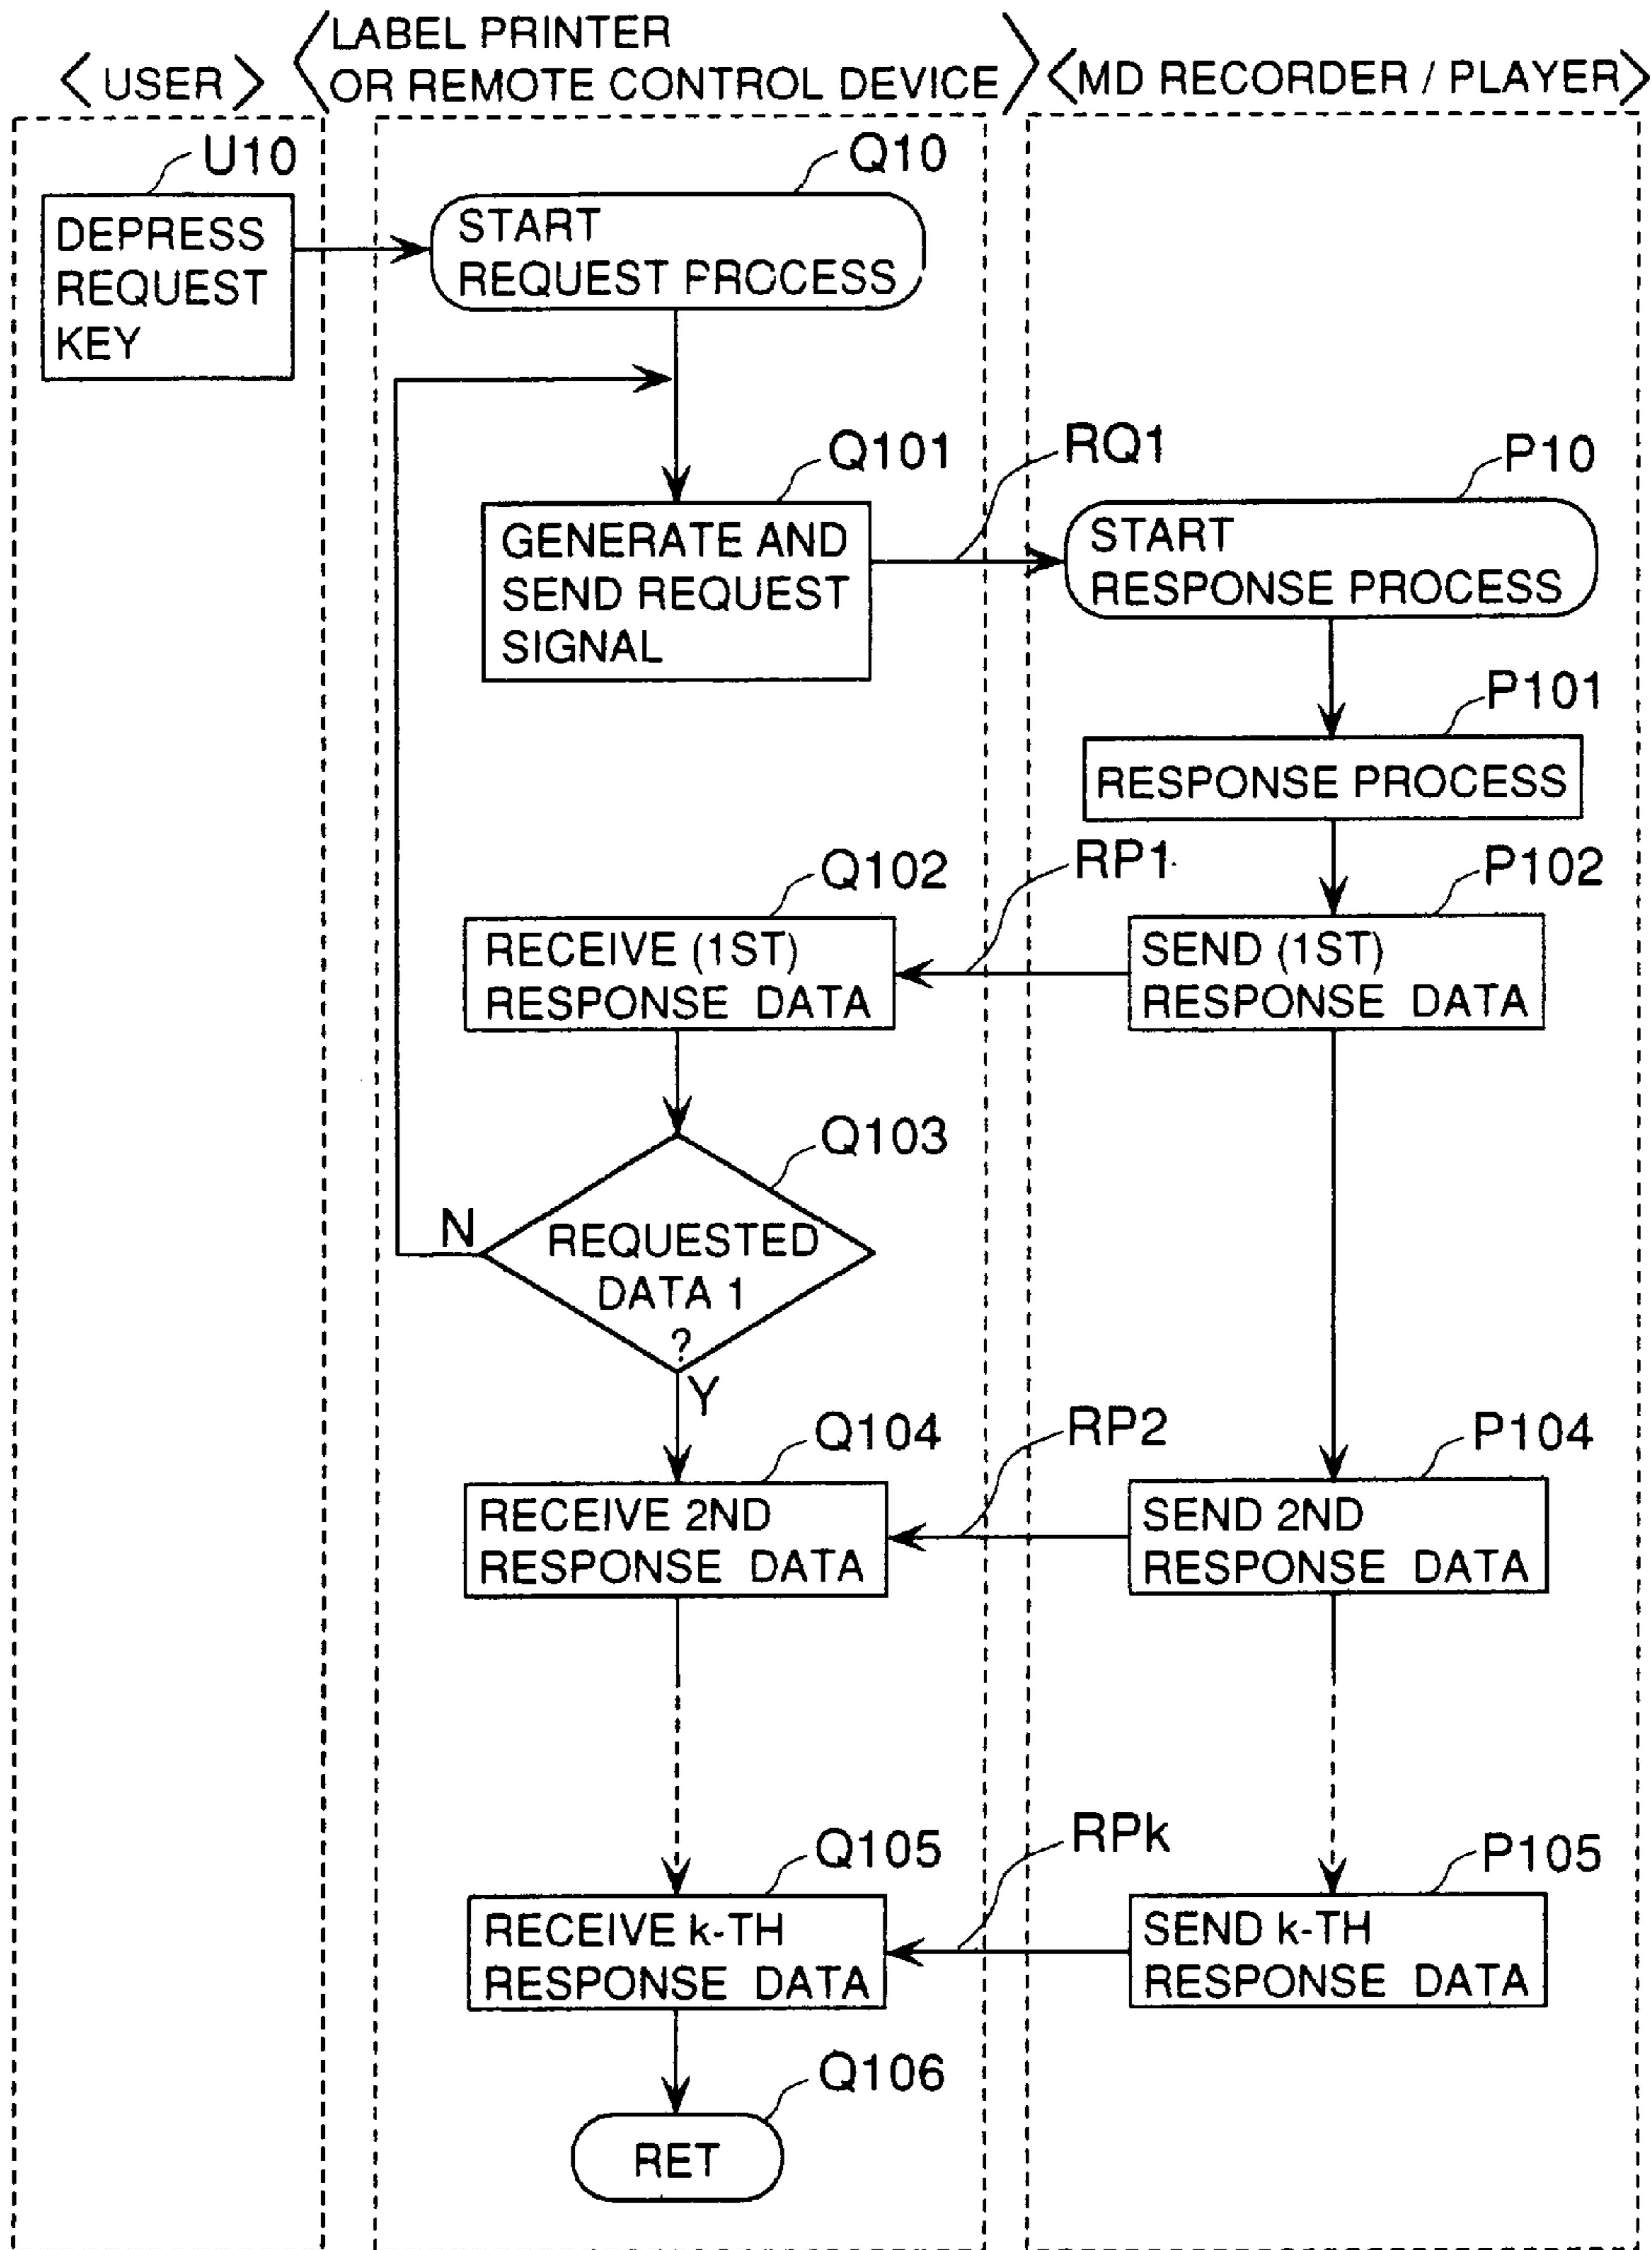 <USER>
<LABEL PRINTER
OR REMOTE CONTROL DEVICE>
<MD RECORDER / PLAYER>
U10
DEPRESS
REQUEST
KEY
Q10
START
REQUEST PROCESS
Q101
GENERATE AND
SEND REQUEST
SIGNAL
RQ1
P10
START
RESPONSE PROCESS
P101
RESPONSE PROCESS
Q102
RECEIVE (1ST)
RESPONSE DATA
RP1
P102
SEND (1ST)
RESPONSE DATA
Q103
REQUESTED
DATA 1
?
N
Y
Q104
RECEIVE 2ND
RESPONSE DATA
RP2
P104
SEND 2ND
RESPONSE DATA
Q105
RECEIVE k-TH
RESPONSE DATA
RPk
P105
SEND k-TH
RESPONSE DATA
Q106
RET